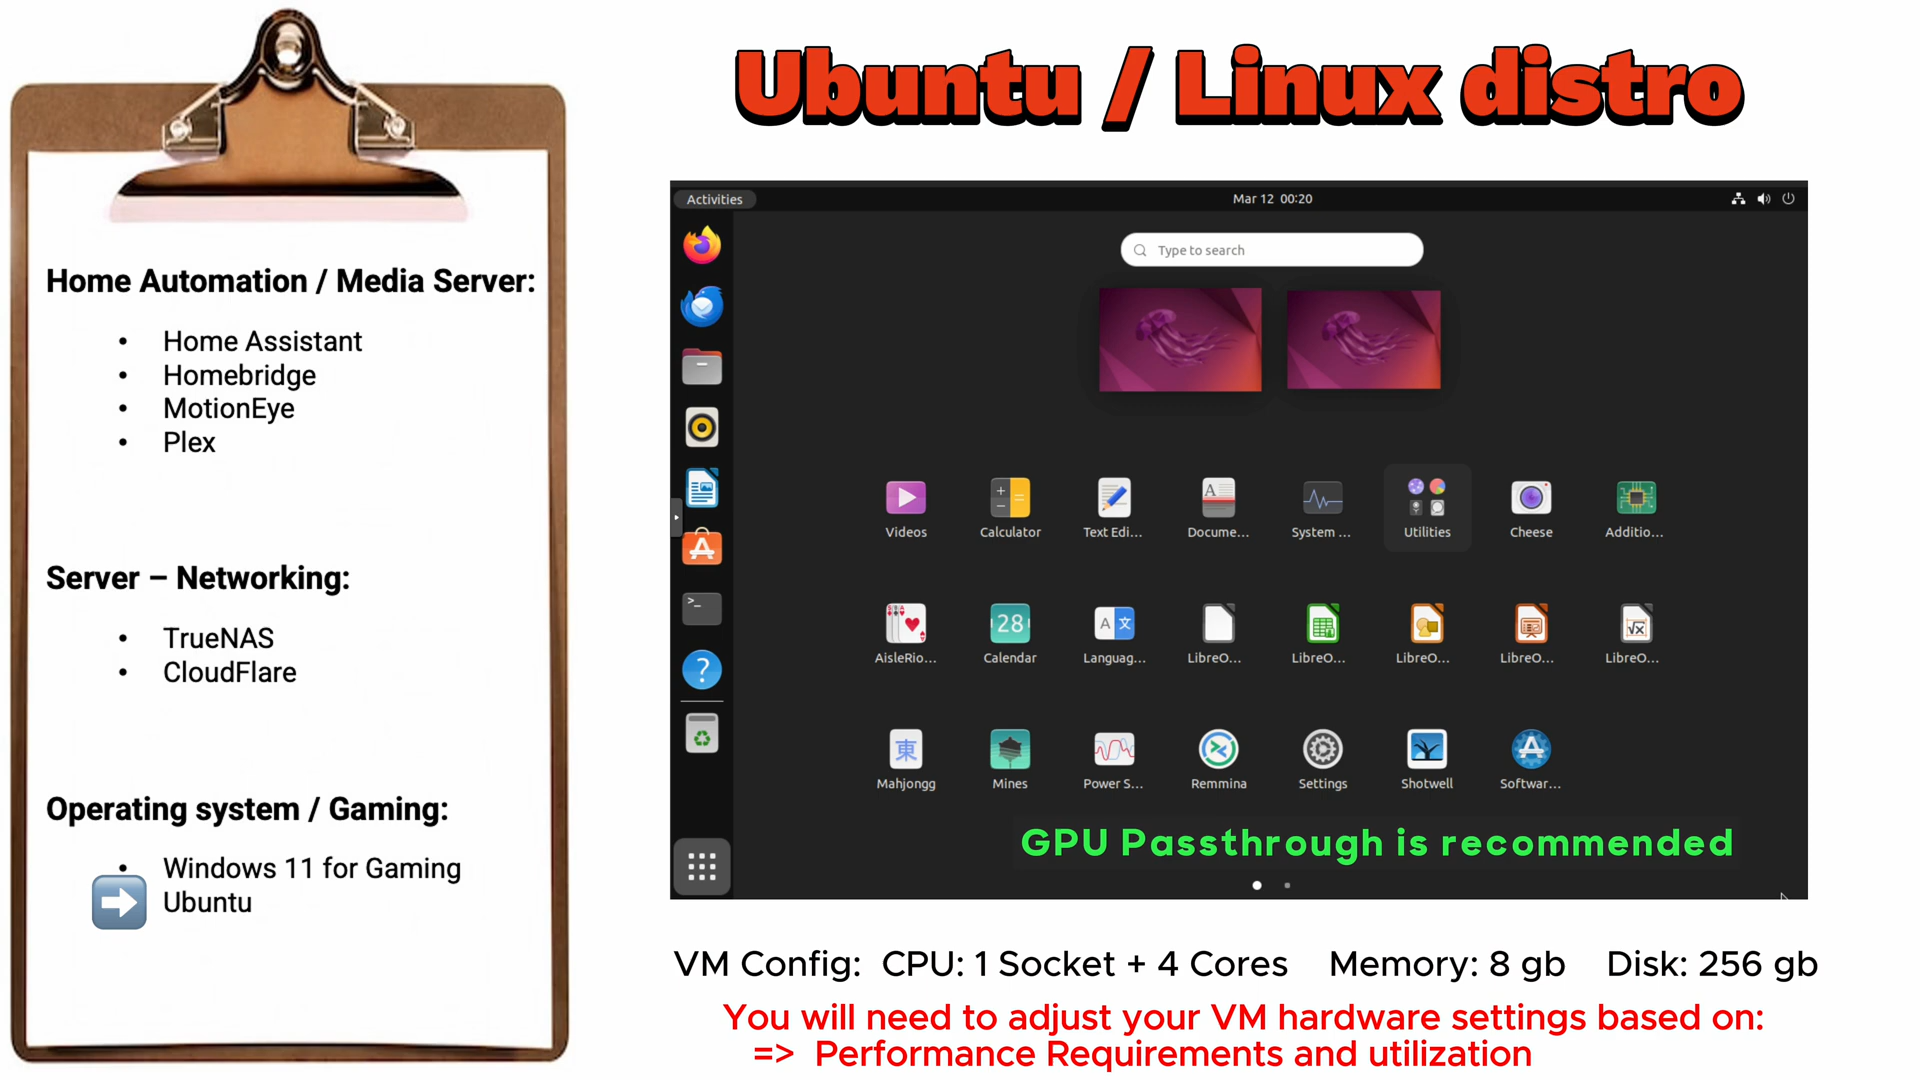 Ubuntu / Linux distro
Home Automation / Media Server:
• Home Assistant
• Homebridge
• MotionEye
• Plex
Server – Networking:
• TrueNAS
• CloudFlare
Operating system / Gaming:
• Windows 11 for Gaming
Ubuntu
Activities
Mar 12 00:20
Type to search
Videos
Calculator
Text Edi...
Docume...
System ...
Utilities
Cheese
Additio...
AisleRio...
28
Calendar
Languag...
LibreO...
LibreO...
LibreO...
LibreO...
LibreO...
Mahjongg
Mines
Power S...
Remmina
Settings
Shotwell
Softwar...
GPU Passthrough is recommended
VM Config: CPU: 1 Socket + 4 Cores Memory: 8 gb Disk: 256 gb
You will need to adjust your VM hardware settings based on:
=> Performance Requirements and utilization